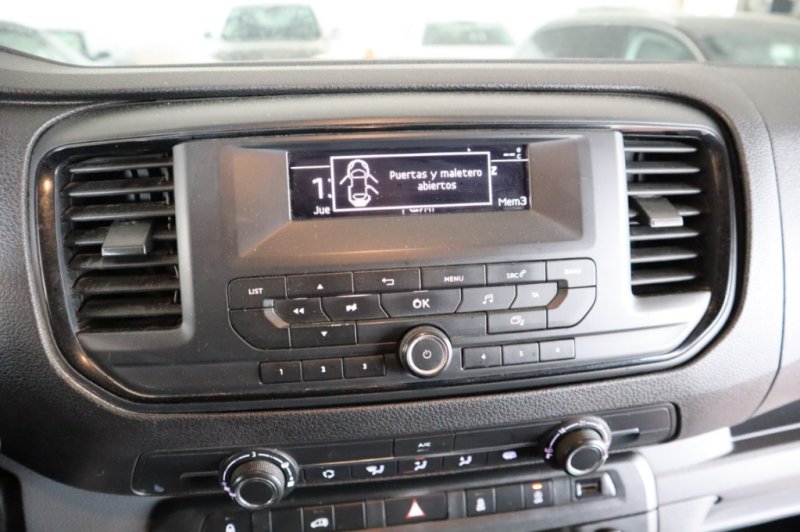 Puertas y maletero
abiertos
Jue
Mem3
LIST
MENU
SRC
BAND
OK
TA
1 2 3
4 5 6
A/C